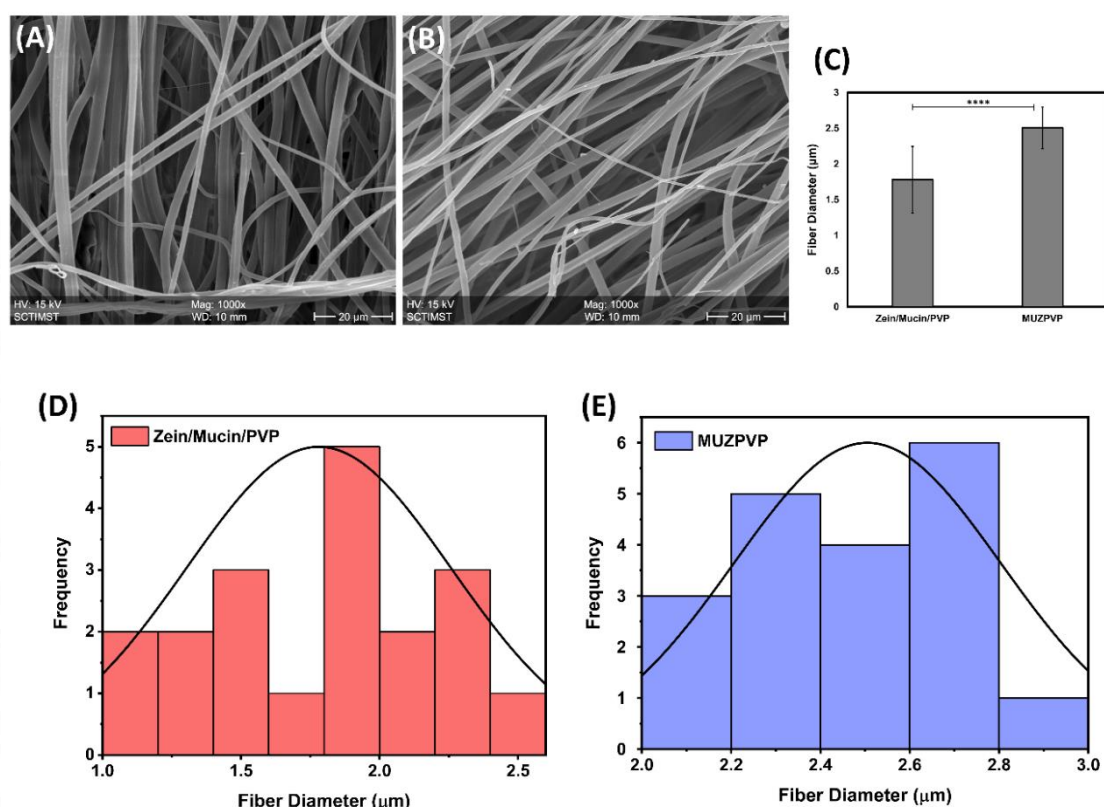 (A)
HV: 15 kV
SCTIMST
Mag: 1000x
WD: 10 mm
20 µm
(B)
HV: 15 kV
SCTIMST
Mag: 1000x
WD: 10 mm
20 µm
(C)
****
3
2.5
2
1.5
1
0.5
0
Fiber Diameter (µm)
Zein/Mucin/PVP
MUZPVP
(D)
Zein/Mucin/PVP
5
4
3
2
1
0
Frequency
1.0
1.5
2.0
2.5
Fiber Diameter (µm)
(E)
MUZPVP
6
5
4
3
2
1
0
Frequency
2.0
2.2
2.4
2.6
2.8
3.0
Fiber Diameter (µm)